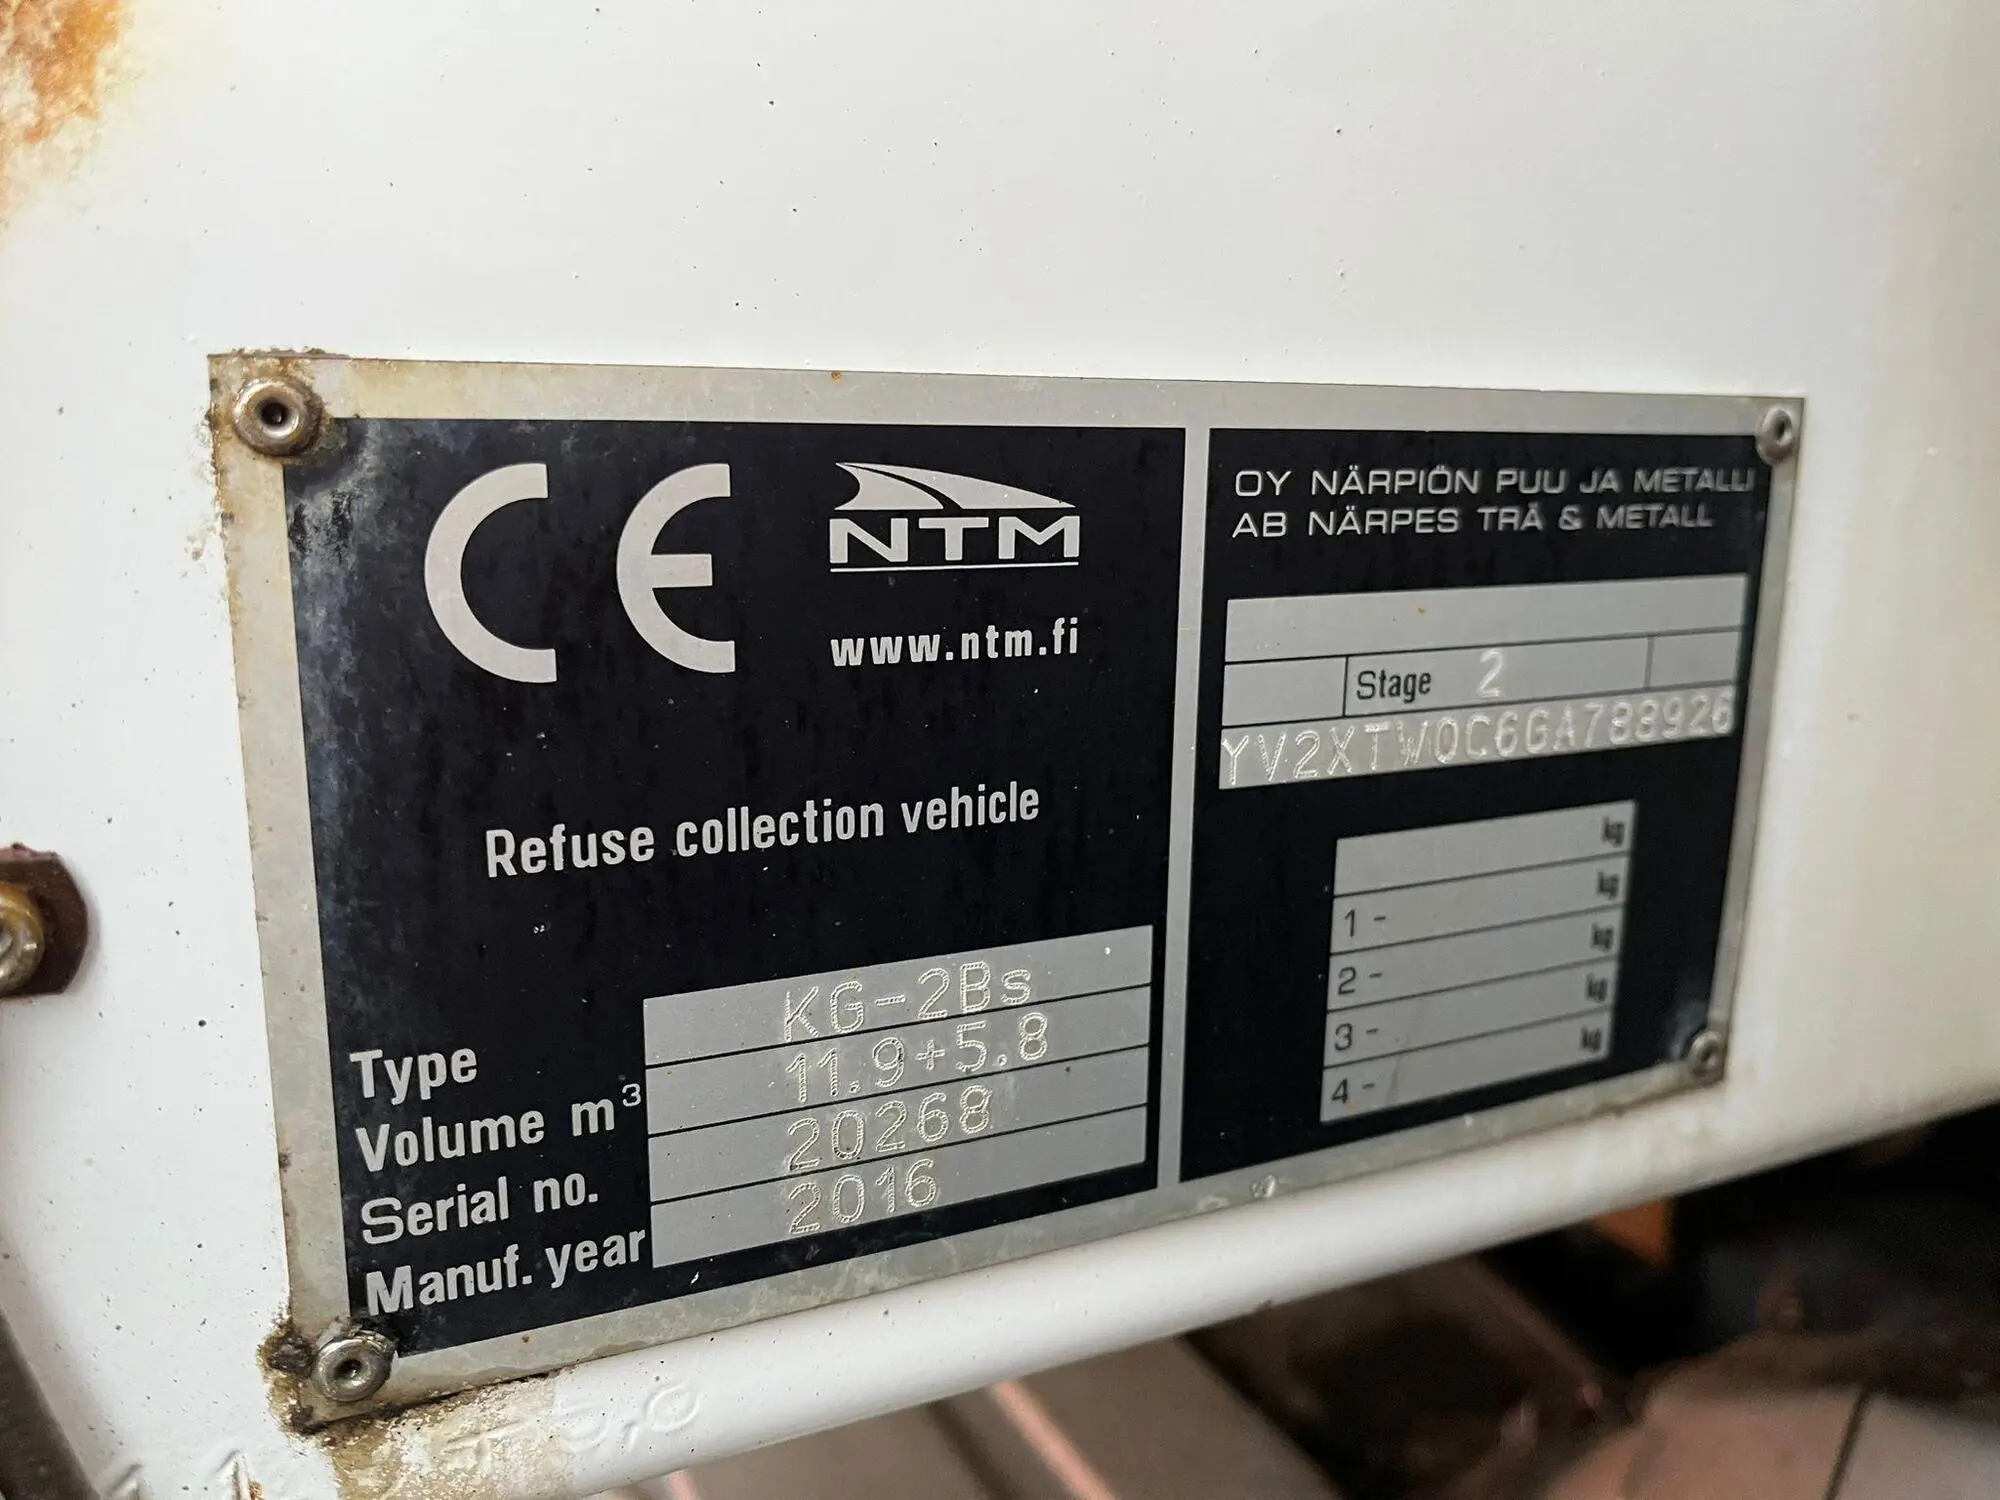 CE
NTM
www.ntm.fi
Refuse collection vehicle
Type KG-2Bs
Volume m³ 11.9+5.8
Serial no. 20268
Manuf. year 2016
OY NÄRPIÖN PUU JA METALLI
AB NÄRPES TRÄ & METALL
Stage 2
YV2XTW0C6GA788926
kg
1 - kg
2 - kg
3 - kg
4 - kg